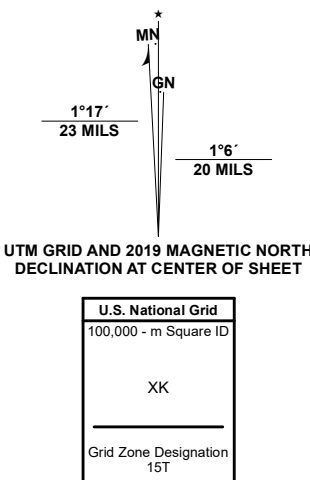 ★
MN
GN
1°17´
23 MILS
1°6´
20 MILS
UTM GRID AND 2019 MAGNETIC NORTH
DECLINATION AT CENTER OF SHEET
U.S. National Grid
100,000 - m Square ID
XK
Grid Zone Designation
15T